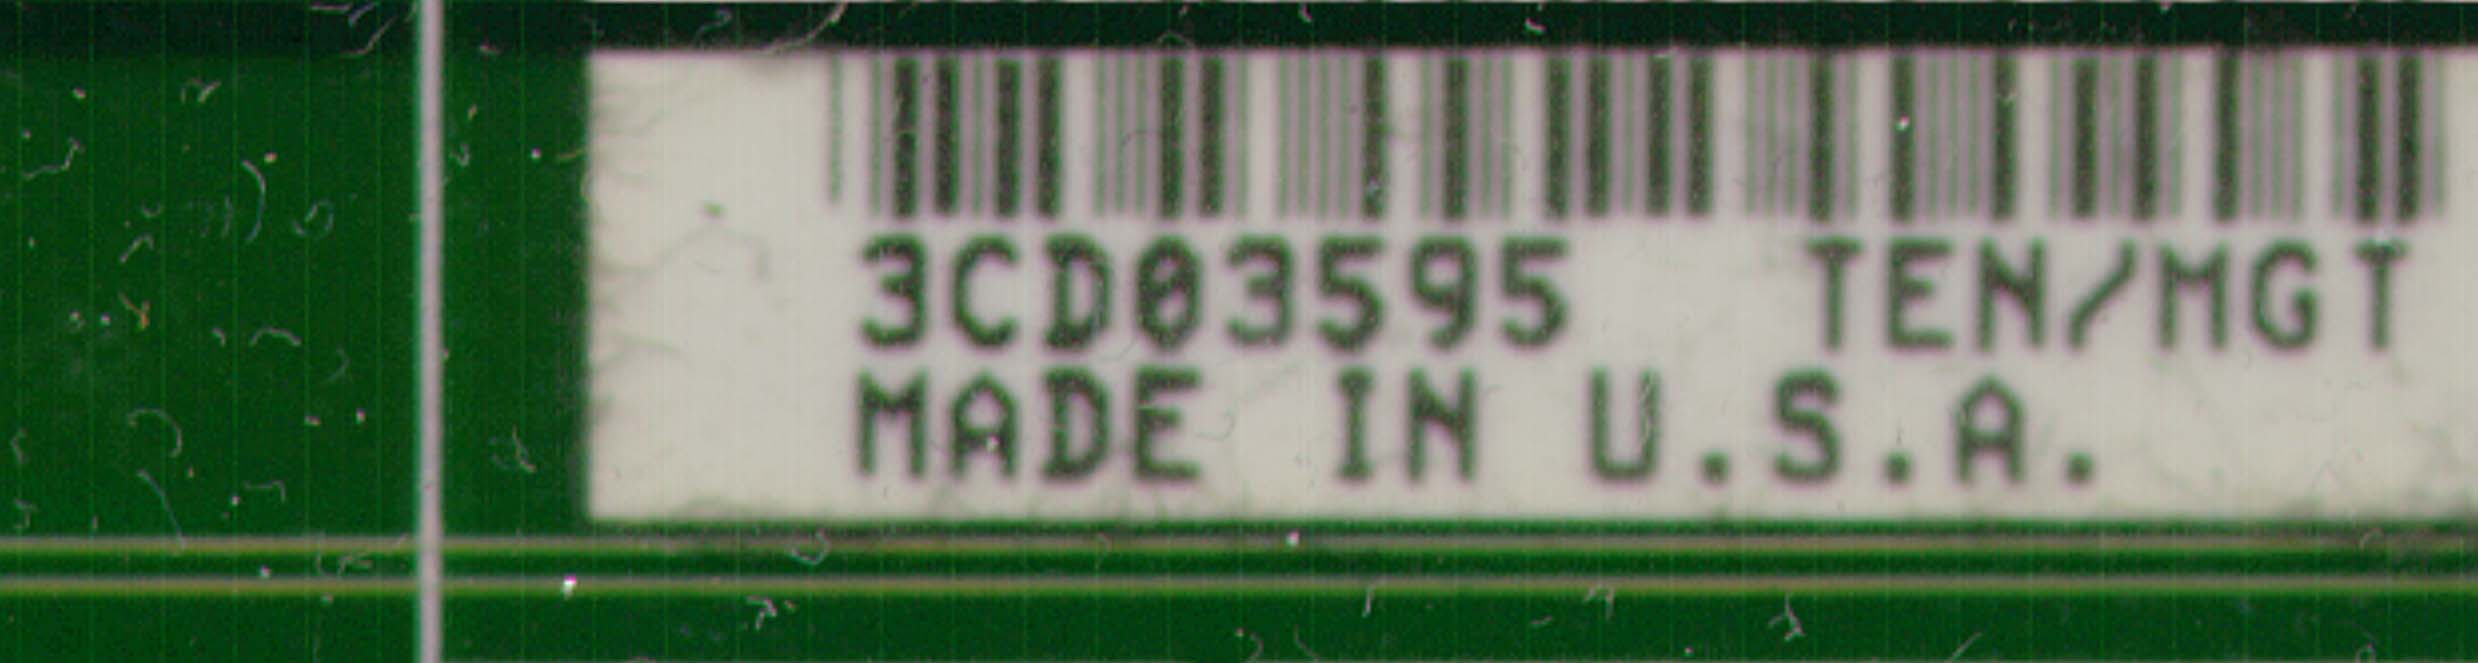 3CD03595 TEN/MGT
MADE IN U.S.A.